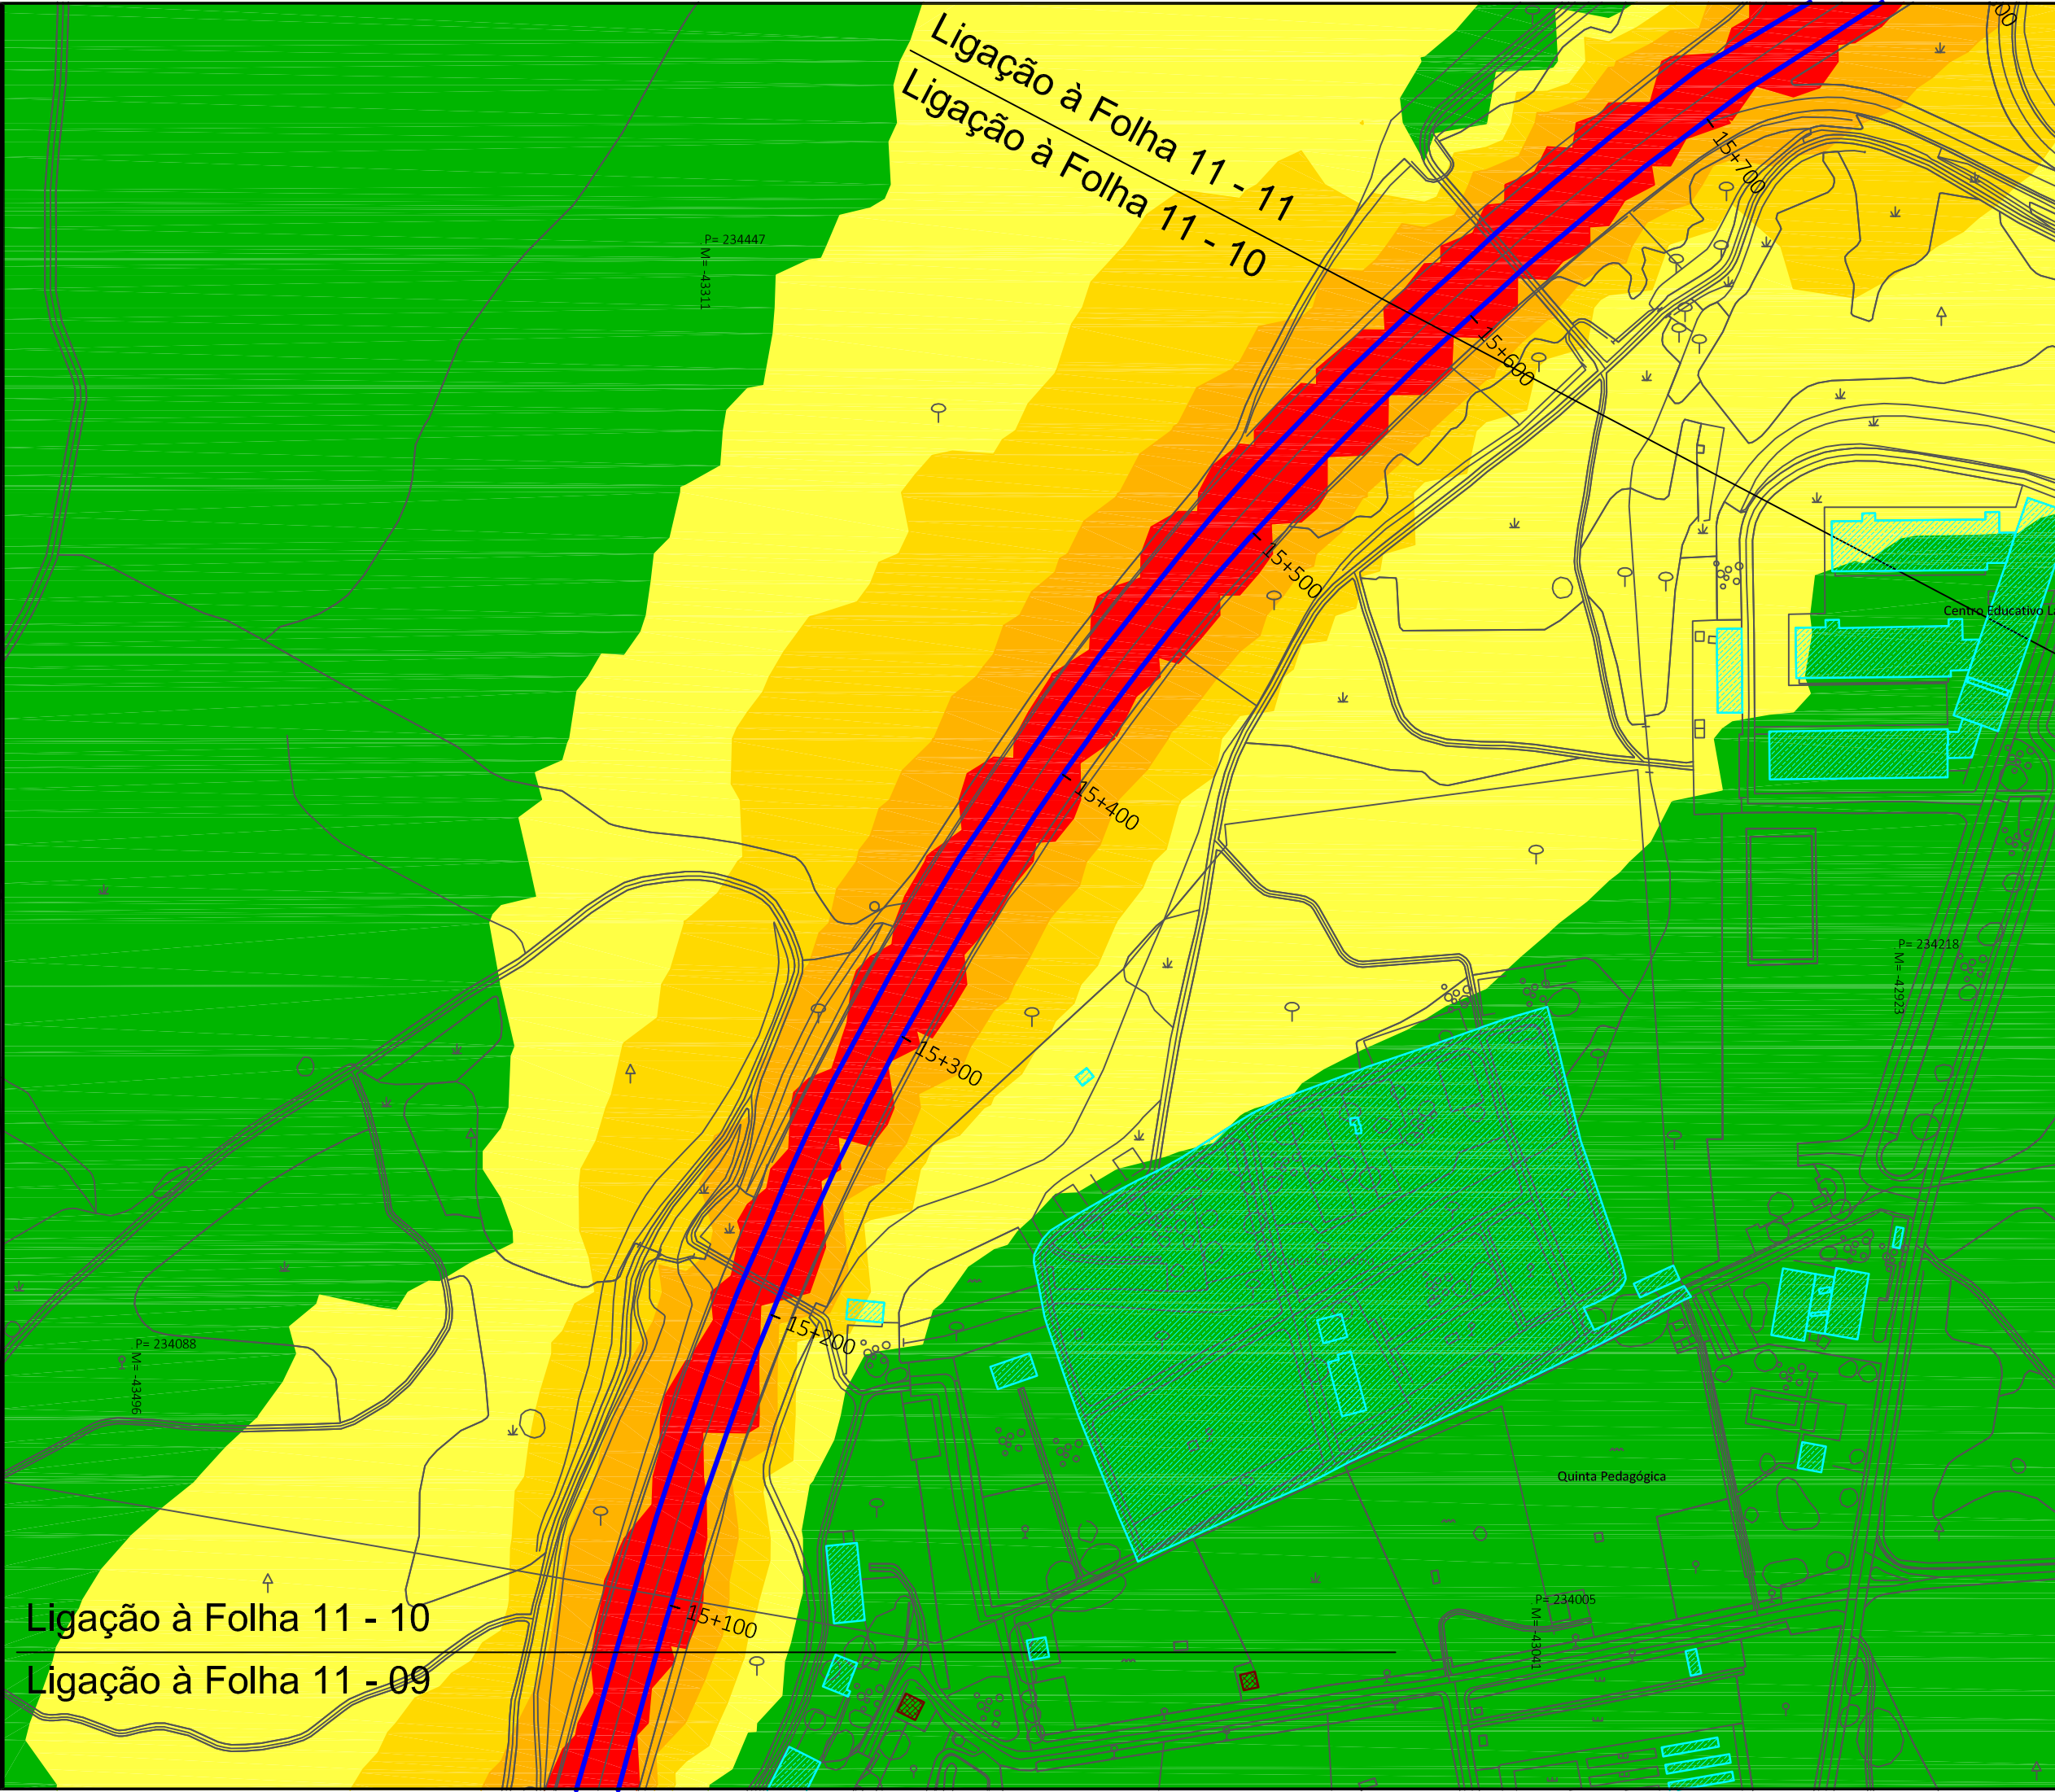 Ligação à Folha 11 - 11
Ligação à Folha 11 - 10
15+700
P= 234447
M= -43311
15+600
15+500
Centro Educativo
15+400
P= 234218
M= -42923
15+300
15+200
P= 234088
M= -43496
Quinta Pedagógica
15+100
P= 234005
M= -43041
Ligação à Folha 11 - 10
Ligação à Folha 11 - 09